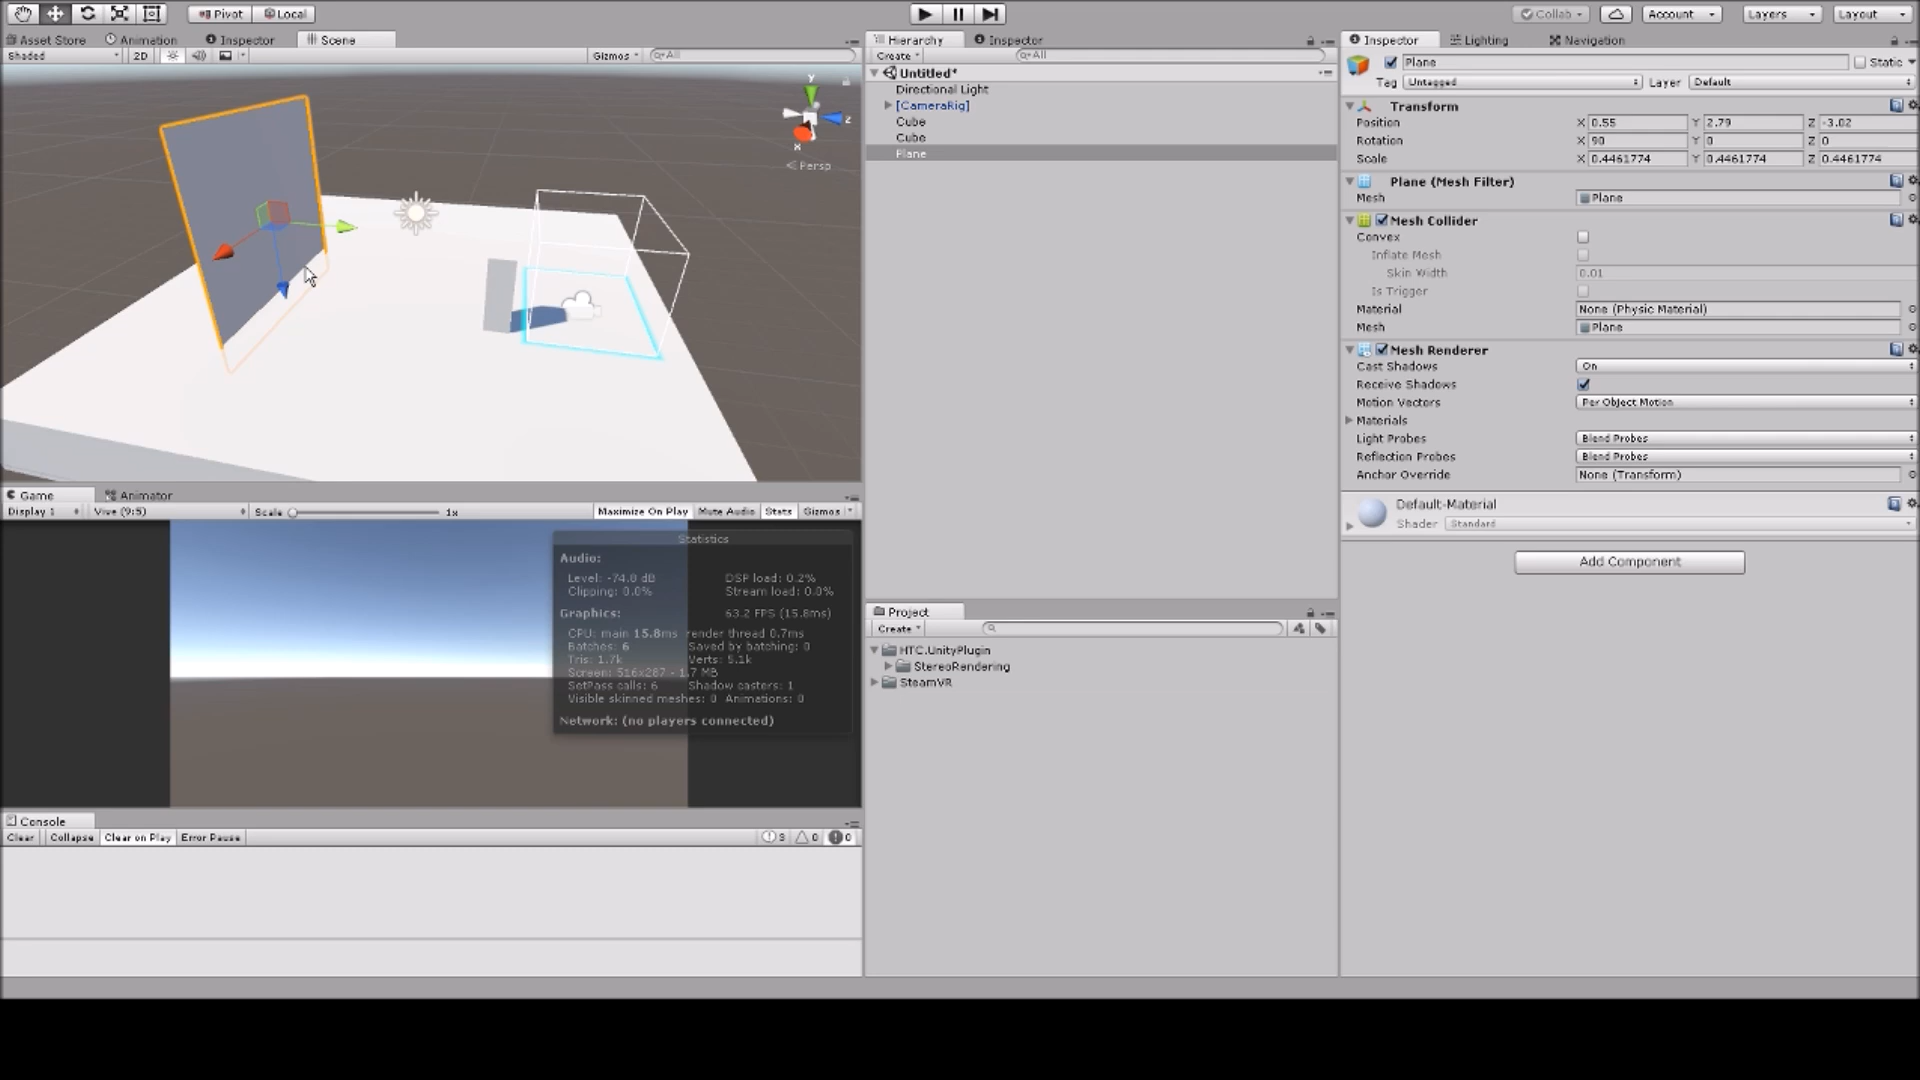 Pivot Local Collab Account Layers Layout
Asset Store Animation Inspector Scene
Shaded 2D Gizmos All
y
z
x
Persp
Game Animator
Display 1 Vive (9:5) Scale 1x Maximize On Play Mute Audio Stats Gizmos
Statistics
Audio:
Level: -74.8 dB DSP load: 0.2%
Clipping: 0.0% Stream load: 0.0%
Graphics: 63.2 FPS (15.8ms)
CPU: main 15.8ms render thread 0.7ms
Batches: 6 Saved by batching: 0
Tris: 1.7k Verts: 5.1k
Screen: 516x287 - 1.7 MB
SetPass calls: 6 Shadow casters: 1
Visible skinned meshes: 0 Animations: 0
Network: (no players connected)
Console
Clear Collapse Clear on Play Error Pause 3 0 0
Hierarchy Inspector
Create All
Untitled*
Directional Light
[CameraRig]
Cube
Cube
Plane
Project
Create
HTC.UnityPlugin
StereoRendering
SteamVR
Inspector Lighting Navigation
Plane Static
Tag Untagged Layer Default
Transform
Position X 0.55 Y 2.79 Z -3.02
Rotation X 90 Y 0 Z 0
Scale X 0.4461774 Y 0.4461774 Z 0.4461774
Plane (Mesh Filter)
Mesh Plane
Mesh Collider
Convex
Inflate Mesh
Skin Width 0.01
Is Trigger
Material None (Physic Material)
Mesh Plane
Mesh Renderer
Cast Shadows On
Receive Shadows
Motion Vectors Per Object Motion
Materials
Light Probes Blend Probes
Reflection Probes Blend Probes
Anchor Override None (Transform)
Default-Material
Shader Standard
Add Component